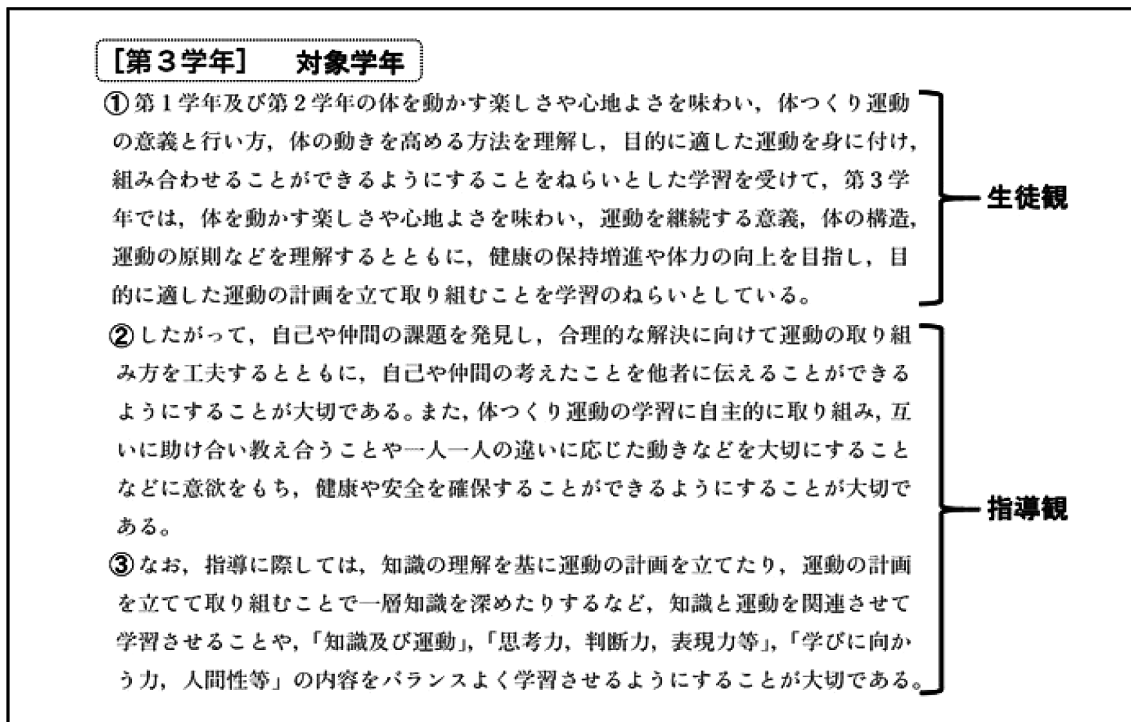 [第3学年] 対象学年
①第1学年及び第2学年の体を動かす楽しさや心地よさを味わい，体つくり運動
の意義と行い方，体の動きを高める方法を理解し，目的に適した運動を身に付け，
組み合わせることができるようにすることをねらいとした学習を受けて，第3学
年では，体を動かす楽しさや心地よさを味わい，運動を継続する意義，体の構造，
運動の原則などを理解するとともに，健康の保持増進や体力の向上を目指し，目
的に適した運動の計画を立て取り組むことを学習のねらいとしている。
生徒観
②したがって，自己や仲間の課題を発見し，合理的な解決に向けて運動の取り組
み方を工夫するとともに，自己や仲間の考えたことを他者に伝えることができる
ようにすることが大切である。また，体つくり運動の学習に自主的に取り組み，互
いに助け合い教え合うことや一人一人の違いに応じた動きなどを大切にすること
などに意欲をもち，健康や安全を確保することができるようにすることが大切で
ある。
③なお，指導に際しては，知識の理解を基に運動の計画を立てたり，運動の計画
を立てて取り組むことで一層知識を深めたりするなど，知識と運動を関連させて
学習させることや，「知識及び運動」，「思考力，判断力，表現力等」，「学びに向か
う力，人間性等」の内容をバランスよく学習させるようにすることが大切である。
指導観